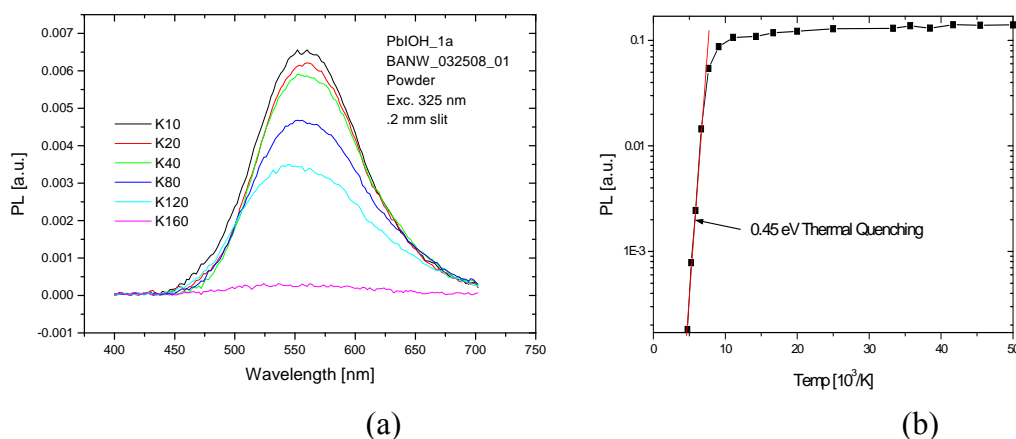 0.007
0.006
0.005
0.004
0.003
0.002
0.001
0.000
-0.001
PL [a.u.]
PbIOH_1a
BANW_032508_01
Powder
Exc. 325 nm
.2 mm slit
K10
K20
K40
K80
K120
K160
400 450 500 550 600 650 700 750
Wavelength [nm]
(a)
0.1
0.01
1E-3
PL [a.u.]
0.45 eV Thermal Quenching
0 10 20 30 40 50
Temp [10³/K]
(b)